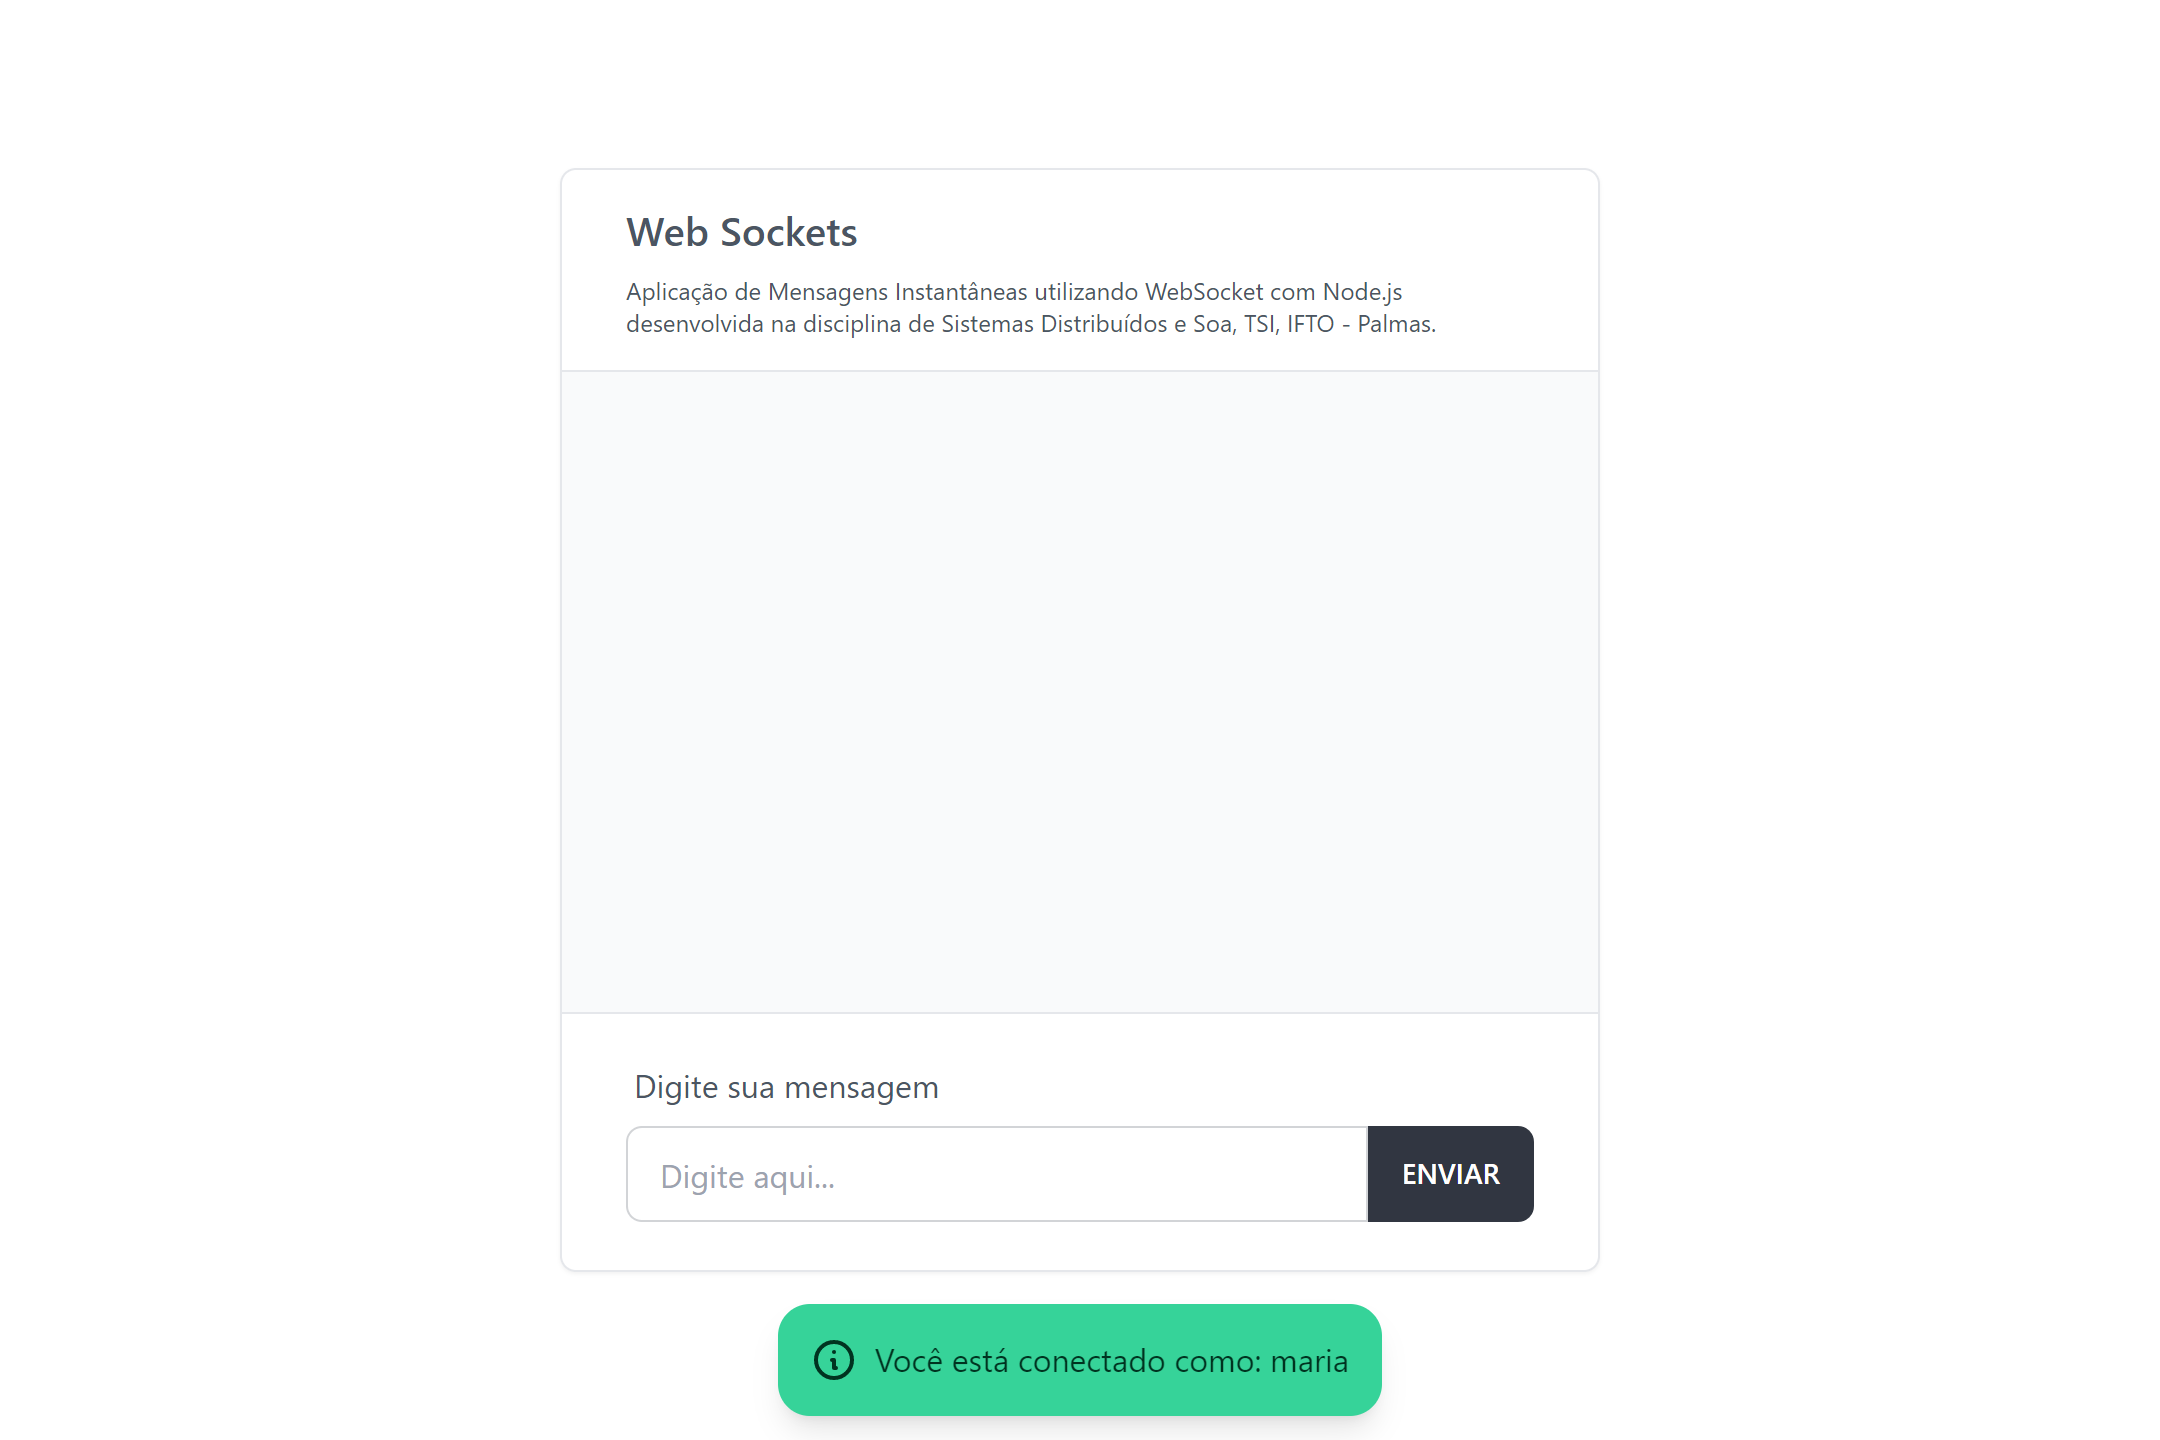 Web Sockets
Aplicação de Mensagens Instantâneas utilizando WebSocket com Node.js
desenvolvida na disciplina de Sistemas Distribuídos e Soa, TSI, IFTO - Palmas.
Digite sua mensagem
Digite aqui...
ENVIAR
Você está conectado como: maria